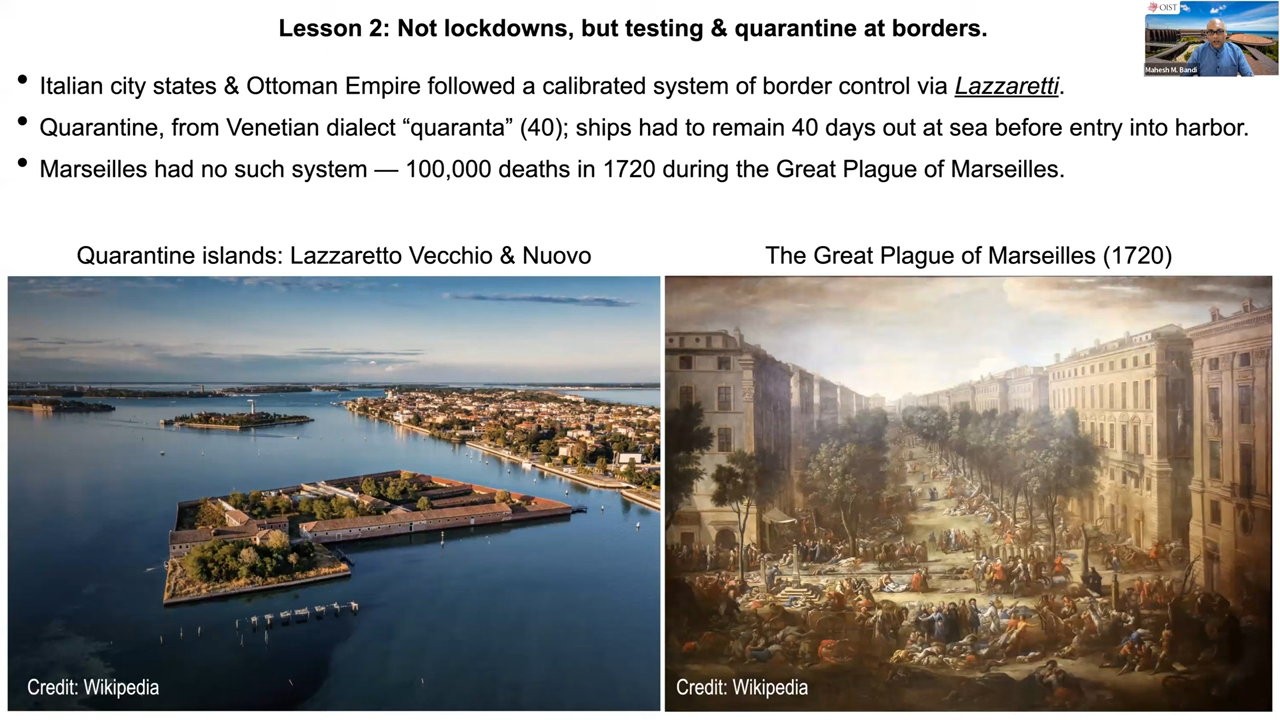 Lesson 2: Not lockdowns, but testing & quarantine at borders.
OIST
Mahesh M. Bandi
• Italian city states & Ottoman Empire followed a calibrated system of border control via Lazzaretti.
• Quarantine, from Venetian dialect “quaranta” (40); ships had to remain 40 days out at sea before entry into harbor.
• Marseilles had no such system — 100,000 deaths in 1720 during the Great Plague of Marseilles.
Quarantine islands: Lazzaretto Vecchio & Nuovo
The Great Plague of Marseilles (1720)
Credit: Wikipedia
Credit: Wikipedia